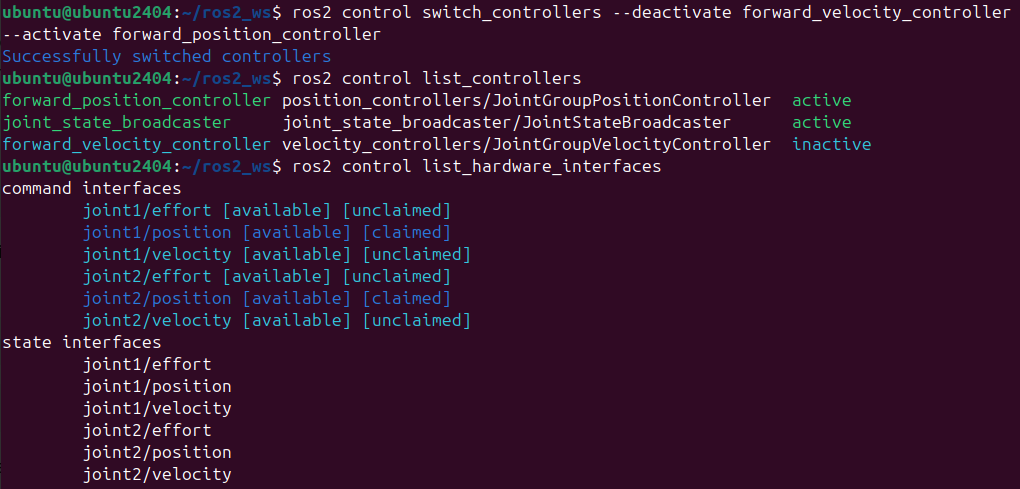 ubuntu@ubuntu2404:~/ros2_ws$ ros2 control switch_controllers --deactivate forward_velocity_controller
--activate forward_position_controller
Successfully switched controllers
ubuntu@ubuntu2404:~/ros2_ws$ ros2 control list_controllers
forward_position_controller position_controllers/JointGroupPositionController  active
joint_state_broadcaster     joint_state_broadcaster/JointStateBroadcaster      active
forward_velocity_controller velocity_controllers/JointGroupVelocityController  inactive
ubuntu@ubuntu2404:~/ros2_ws$ ros2 control list_hardware_interfaces
command interfaces
        joint1/effort [available] [unclaimed]
        joint1/position [available] [claimed]
        joint1/velocity [available] [unclaimed]
        joint2/effort [available] [unclaimed]
        joint2/position [available] [claimed]
        joint2/velocity [available] [unclaimed]
state interfaces
        joint1/effort
        joint1/position
        joint1/velocity
        joint2/effort
        joint2/position
        joint2/velocity